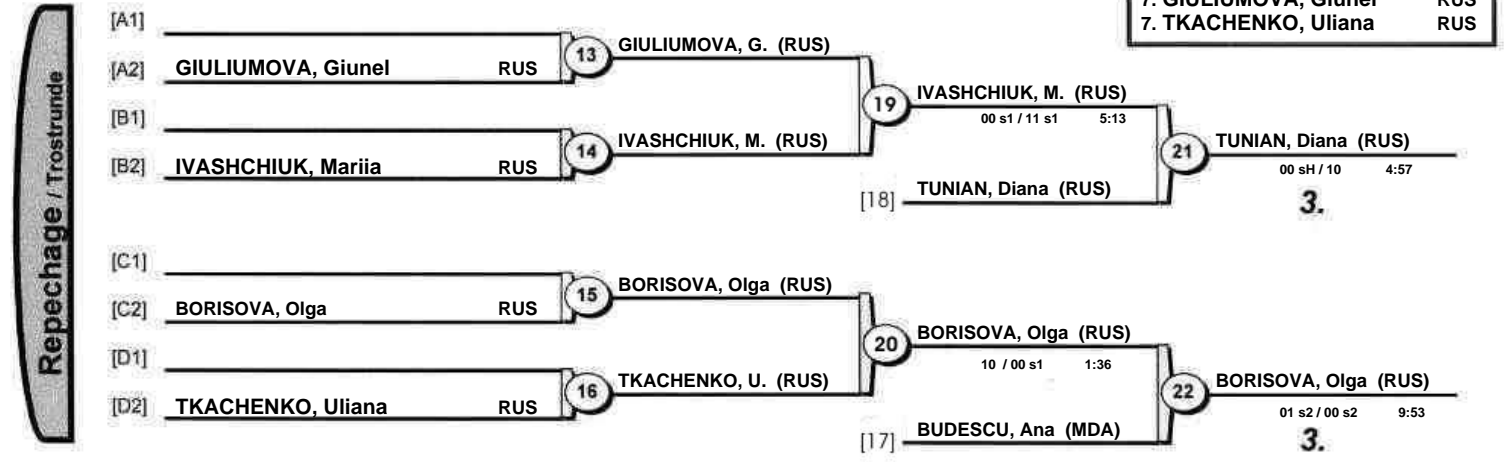 7. GIULIUMOVA, Giunel RUS
7. TKACHENKO, Uliana RUS
Repechage / Trostrunde
[A1]
[A2] GIULIUMOVA, Giunel RUS
13 GIULIUMOVA, G. (RUS)
[B1]
[B2] IVASHCHIUK, Mariia RUS
14 IVASHCHIUK, M. (RUS)
19 IVASHCHIUK, M. (RUS)
00 s1 / 11 s1 5:13
[18] TUNIAN, Diana (RUS)
21 TUNIAN, Diana (RUS)
00 sH / 10 4:57
3.
[C1]
[C2] BORISOVA, Olga RUS
15 BORISOVA, Olga (RUS)
[D1]
[D2] TKACHENKO, Uliana RUS
16 TKACHENKO, U. (RUS)
20 BORISOVA, Olga (RUS)
10 / 00 s1 1:36
[17] BUDESCU, Ana (MDA)
22 BORISOVA, Olga (RUS)
01 s2 / 00 s2 9:53
3.